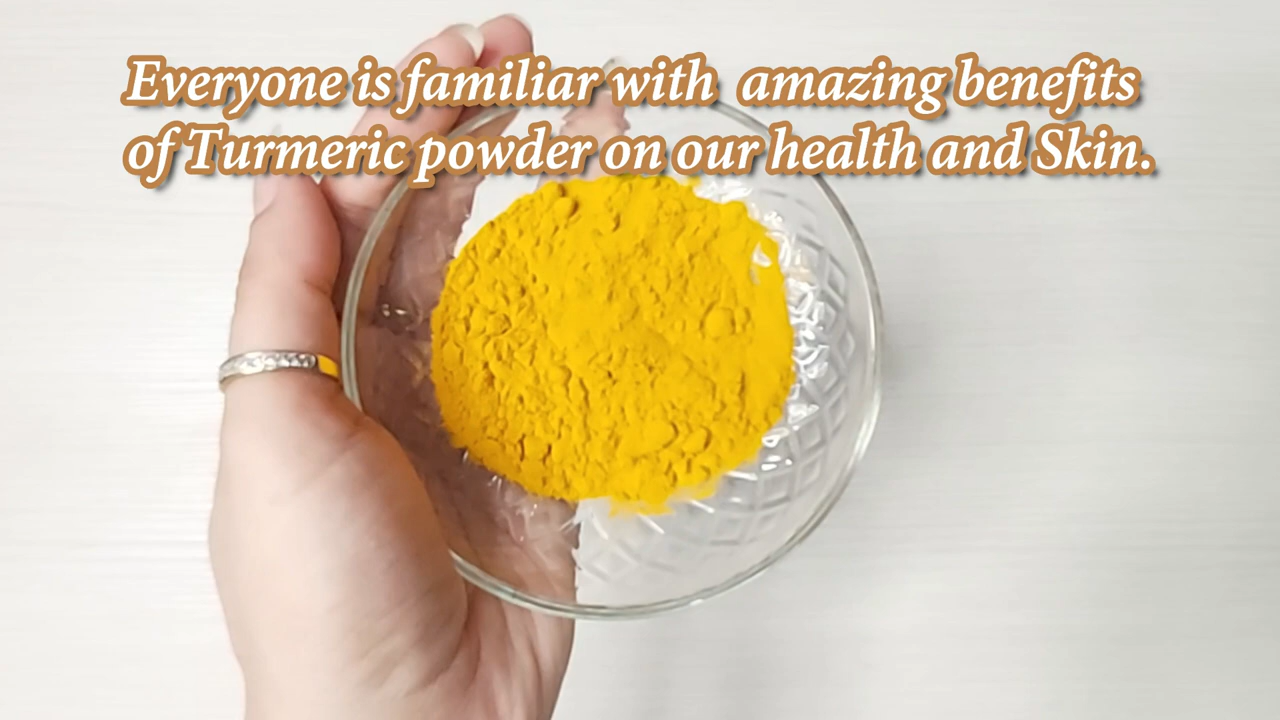 Everyone is familiar with amazing benefits
of Turmeric powder on our health and Skin.